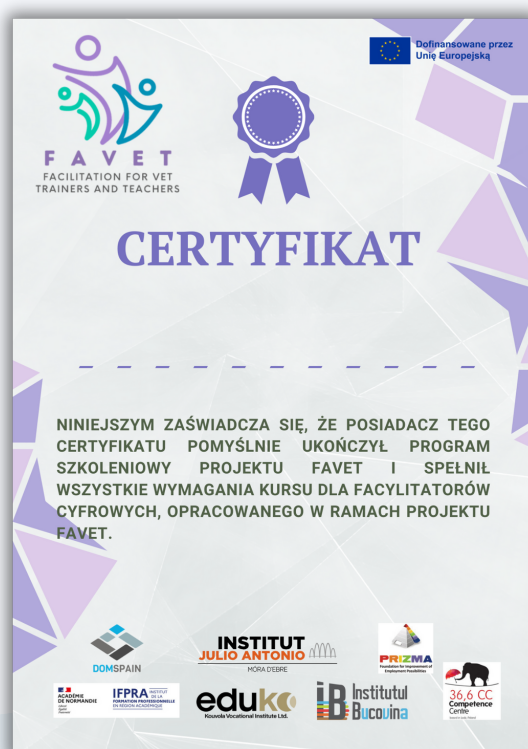 Dofinansowane przez
Unię Europejską
FAVET
FACILITATION FOR VET
TRAINERS AND TEACHERS
CERTYFIKAT
NINIEJSZYM ZAŚWIADCZA SIĘ, ŻE POSIADACZ TEGO
CERTYFIKATU POMYŚLNIE UKOŃCZYŁ PROGRAM
SZKOLENIOWY PROJEKTU FAVET I SPEŁNIŁ
WSZYSTKIE WYMAGANIA KURSU DLA FACYLITATORÓW
CYFROWYCH, OPRACOWANEGO W RAMACH PROJEKTU
FAVET.
DOMSPAIN
INSTITUT
JULIO ANTONIO
MÓRA D'EBRE
PRIZMA
Foundation for Improvement of
Employment Possibilities
ACADÉMIE
DE NORMANDIE
IFPRA INSTITUT
DE LA
FORMATION PROFESSIONNELLE
EN RÉGION ACADÉMIQUE
eduko
Kouvola Vocational Institute Ltd.
iB Institutul
Bucovina
36,6 CC
Competence
Centre